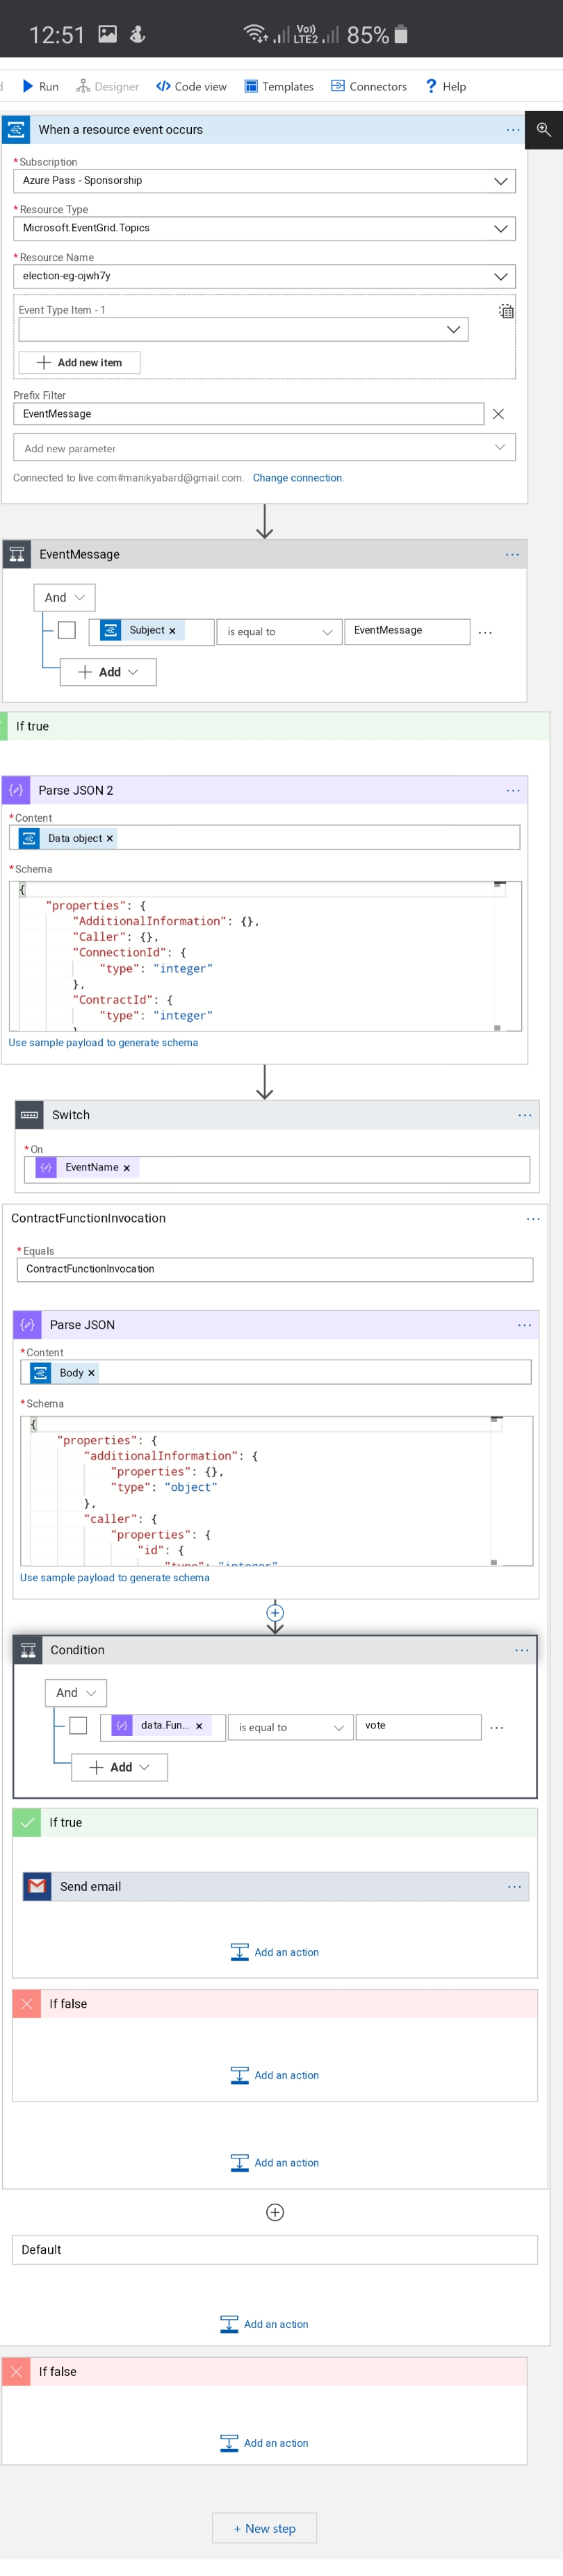 12:51 Vo)) LTE2 85%
Run Designer Code view Templates Connectors ? Help
When a resource event occurs ...
* Subscription
Azure Pass - Sponsorship
* Resource Type
Microsoft.EventGrid.Topics
* Resource Name
election-eg-ojwh7y
Event Type Item - 1
+ Add new item
Prefix Filter
EventMessage
Add new parameter
Connected to live.com#manikyabard@gmail.com. Change connection.
EventMessage ...
And
Subject × is equal to EventMessage ...
+ Add
If true
Parse JSON 2 ...
* Content
Data object ×
* Schema
{
"properties": {
"AdditionalInformation": {},
"Caller": {},
"ConnectionId": {
"type": "integer"
},
"ContractId": {
"type": "integer"
}
Use sample payload to generate schema
Switch ...
* On
EventName ×
ContractFunctionInvocation ...
* Equals
ContractFunctionInvocation
Parse JSON ...
* Content
Body ×
* Schema
{
"properties": {
"additionalInformation": {
"properties": {},
"type": "object"
},
"caller": {
"properties": {
"id": {
"type": "integer"
Use sample payload to generate schema
Condition ...
And
data.Fun... × is equal to vote ...
+ Add
If true
Send email ...
Add an action
If false
Add an action
Add an action
Default
Add an action
If false
Add an action
+ New step